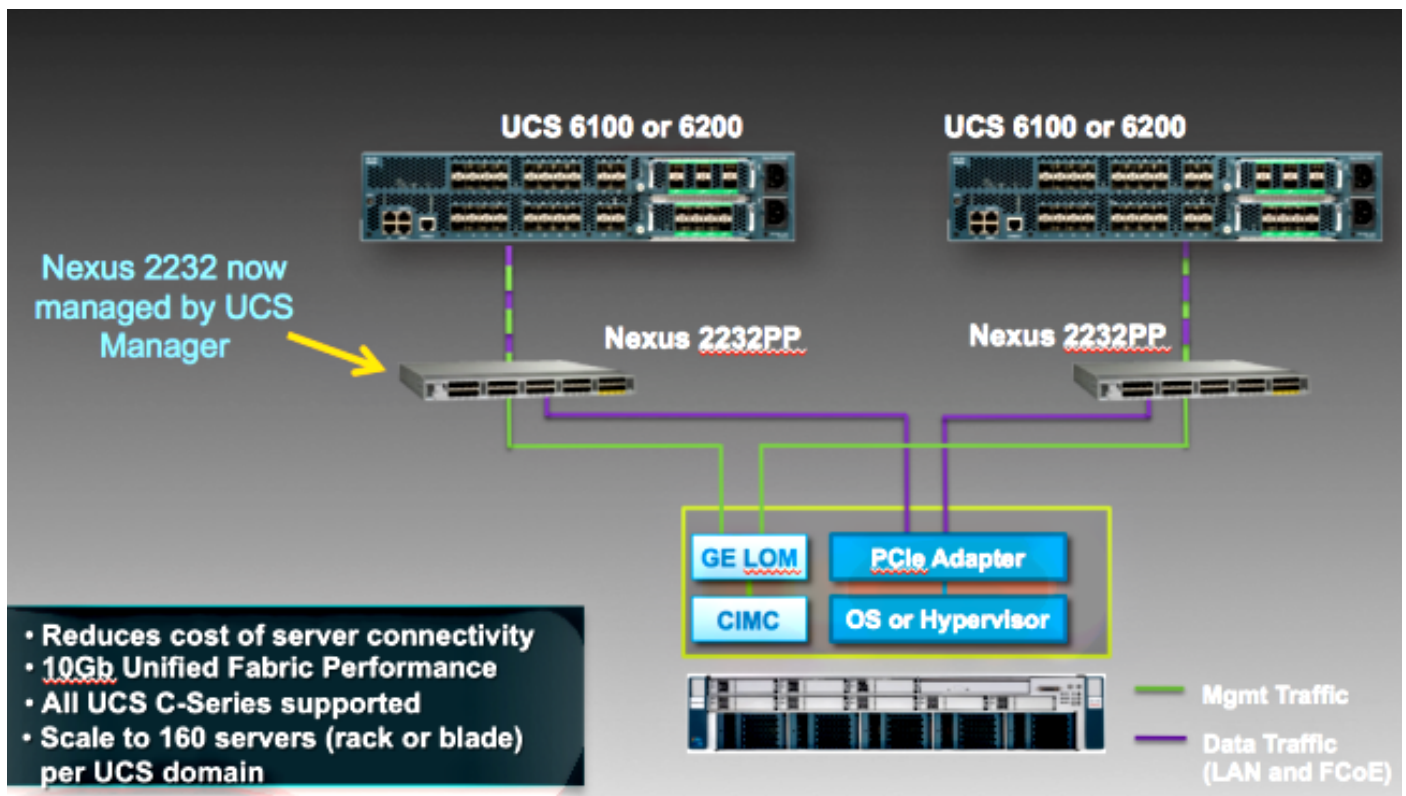 UCS 6100 or 6200
UCS 6100 or 6200
Nexus 2232 now
managed by UCS
Manager
Nexus 2232PP
Nexus 2232PP
GE LOM
PCIe Adapter
CIMC
OS or Hypervisor
• Reduces cost of server connectivity
• 10Gb Unified Fabric Performance
• All UCS C-Series supported
• Scale to 160 servers (rack or blade)
per UCS domain
Mgmt Traffic
Data Traffic
(LAN and FCoE)